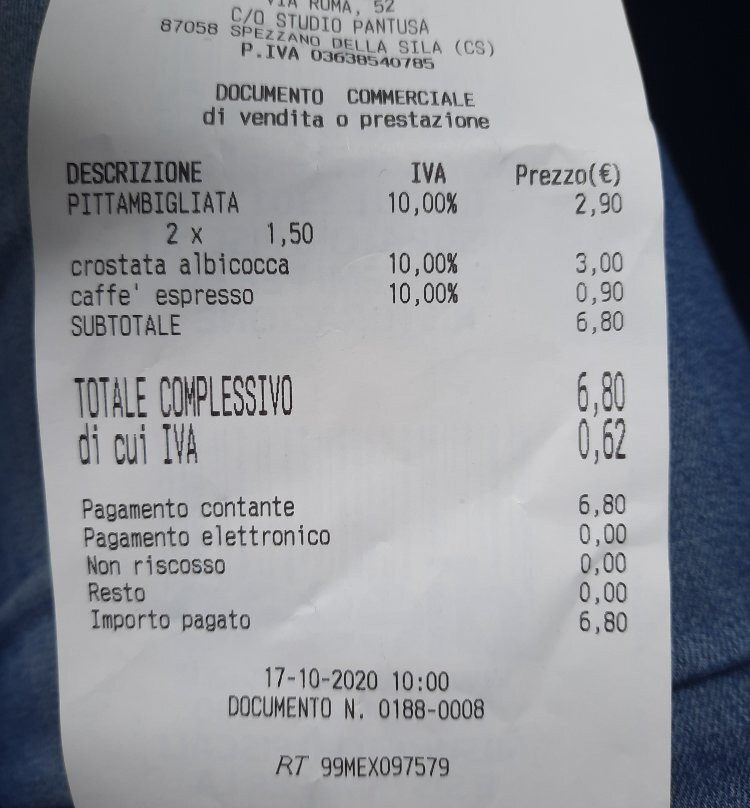 VIA ROMA, 52
C/O STUDIO PANTUSA
87058 SPEZZANO DELLA SILA (CS)
P.IVA 03638540785
DOCUMENTO COMMERCIALE
di vendita o prestazione
DESCRIZIONE IVA Prezzo(€)
PITTAMBIGLIATA 10,00% 2,90
2 x 1,50
crostata albicocca 10,00% 3,00
caffe' espresso 10,00% 0,90
SUBTOTALE 6,80
TOTALE COMPLESSIVO 6,80
di cui IVA 0,62
Pagamento contante 6,80
Pagamento elettronico 0,00
Non riscosso 0,00
Resto 0,00
Importo pagato 6,80
17-10-2020 10:00
DOCUMENTO N. 0188-0008
RT 99MEX097579